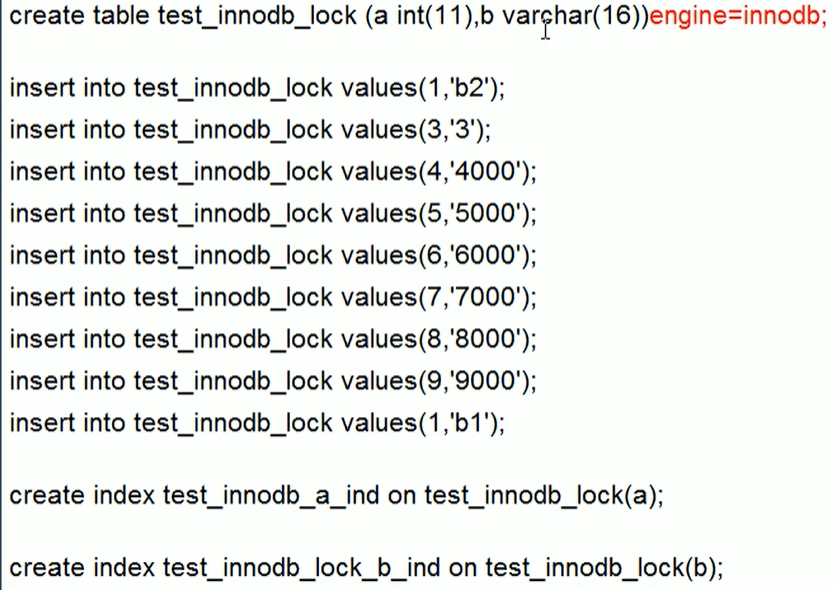 create table test_innodb_lock (a int(11),b varchar(16))engine=innodb;
insert into test_innodb_lock values(1,'b2');
insert into test_innodb_lock values(3,'3');
insert into test_innodb_lock values(4,'4000');
insert into test_innodb_lock values(5,'5000');
insert into test_innodb_lock values(6,'6000');
insert into test_innodb_lock values(7,'7000');
insert into test_innodb_lock values(8,'8000');
insert into test_innodb_lock values(9,'9000');
insert into test_innodb_lock values(1,'b1');
create index test_innodb_a_ind on test_innodb_lock(a);
create index test_innodb_lock_b_ind on test_innodb_lock(b);